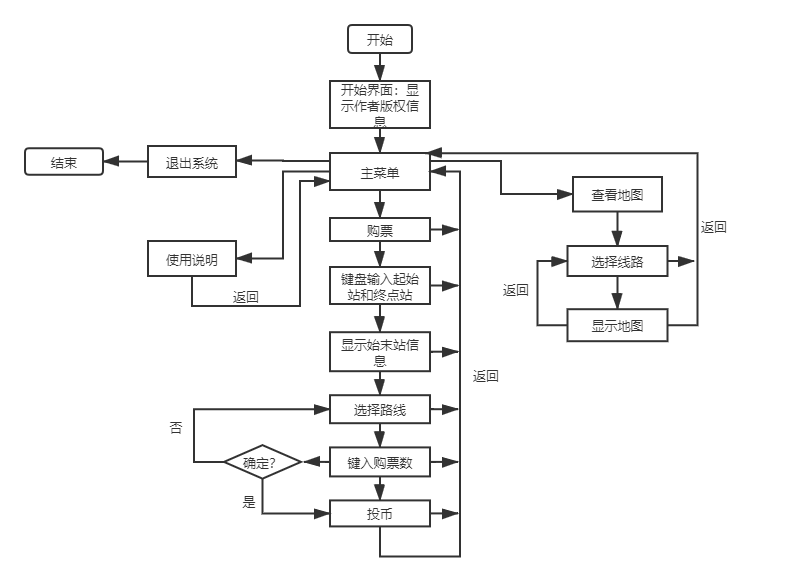 开始
开始界面：显
示作者版权信
息
结束
退出系统
主菜单
查看地图
购票
返回
使用说明
选择线路
键盘输入起始
站和终点站
返回
返回
显示地图
显示始末站信
息
返回
选择路线
否
确定?
键入购票数
是
投币